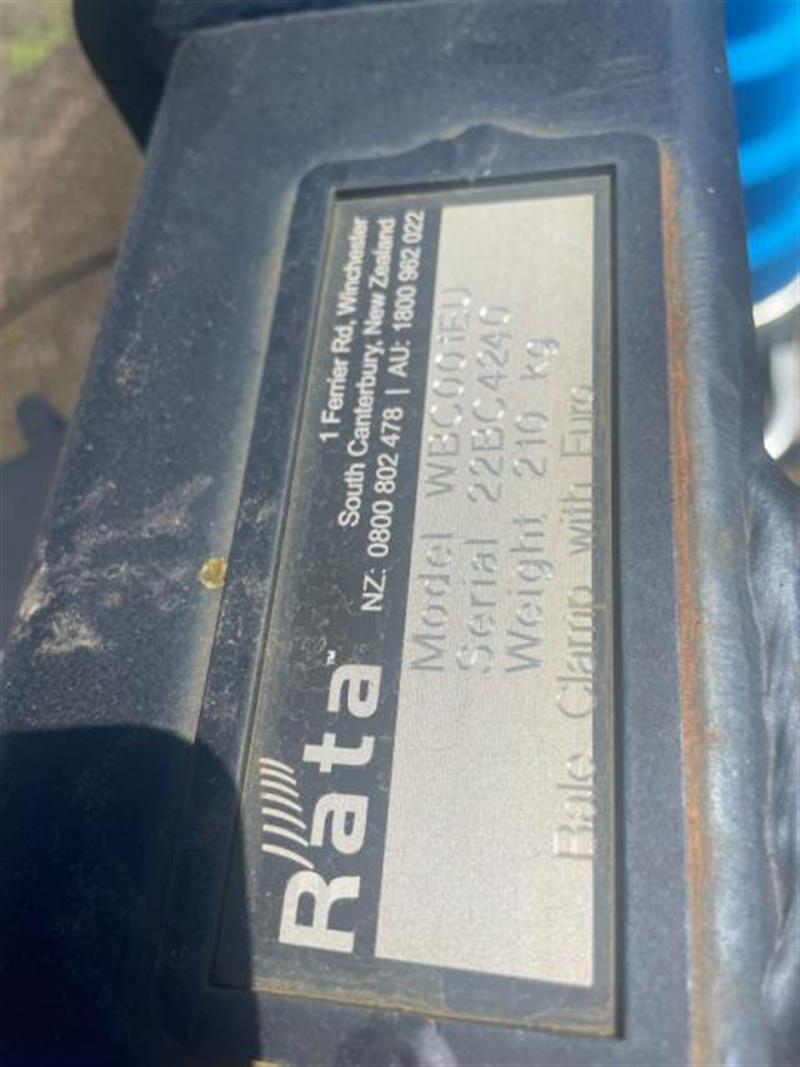 Rata™
1 Ferrier Rd, Winchester
South Canterbury, New Zealand
NZ: 0800 802 478 | AU: 1800 962 022
Model WBC001EU
Serial 22BC4240
Weight 210 kg
Bale Clamp with Euro